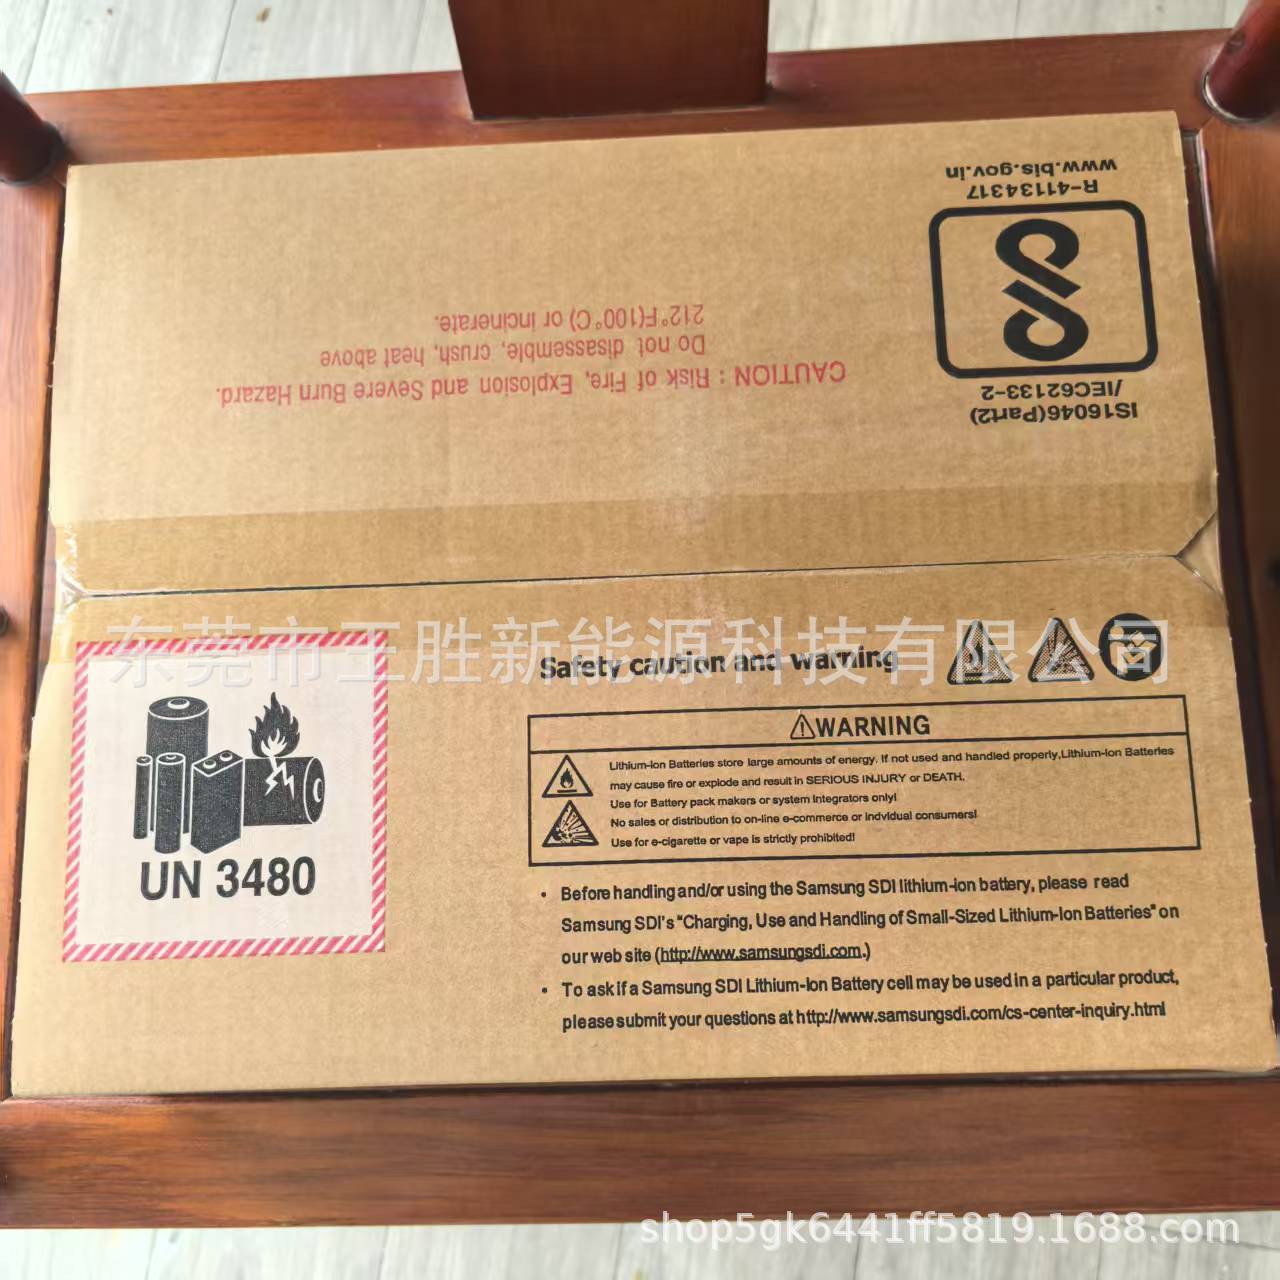 www.bis.gov.in
R-41134317
IS16046(Part2)
/IEC62133-2
CAUTION : Risk of Fire, Explosion and Severe Burn Hazard.
Do not disassemble, crush, heat above
212°F(100°C) or incinerate.
东莞市三胜新能源科技有限公司
Safety caution and warning
WARNING
Lithium-Ion Batteries store large amounts of energy. If not used and handled properly,Lithium-Ion Batteries
may cause fire or explode and result in SERIOUS INJURY or DEATH.
Use for Battery pack makers or system Integrators only!
No sales or distribution to on-line e-commerce or indvidual consumers!
Use for e-cigarette or vape is strictly prohibited!
UN 3480
• Before handling and/or using the Samsung SDI lithium-ion battery, please read
Samsung SDI's "Charging, Use and Handling of Small-Sized Lithium-Ion Batteries" on
our web site (http://www.samsungsdi.com.)
• To ask if a Samsung SDI Lithium-Ion Battery cell may be used in a particular product,
please submit your questions at http://www.samsungsdi.com/cs-center-inquiry.html
shop5gk6441ff5819.1688.com